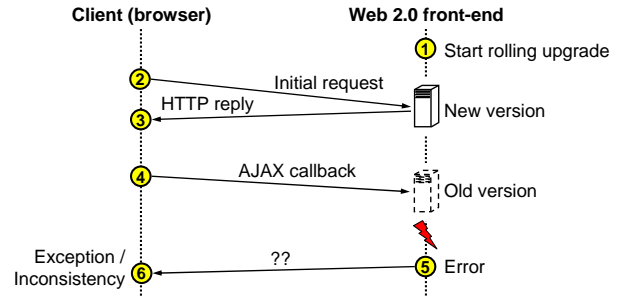 Client (browser)
Web 2.0 front-end
1 Start rolling upgrade
2
Initial request
HTTP reply
3
New version
4
AJAX callback
Old version
Exception /
Inconsistency
6
??
5 Error